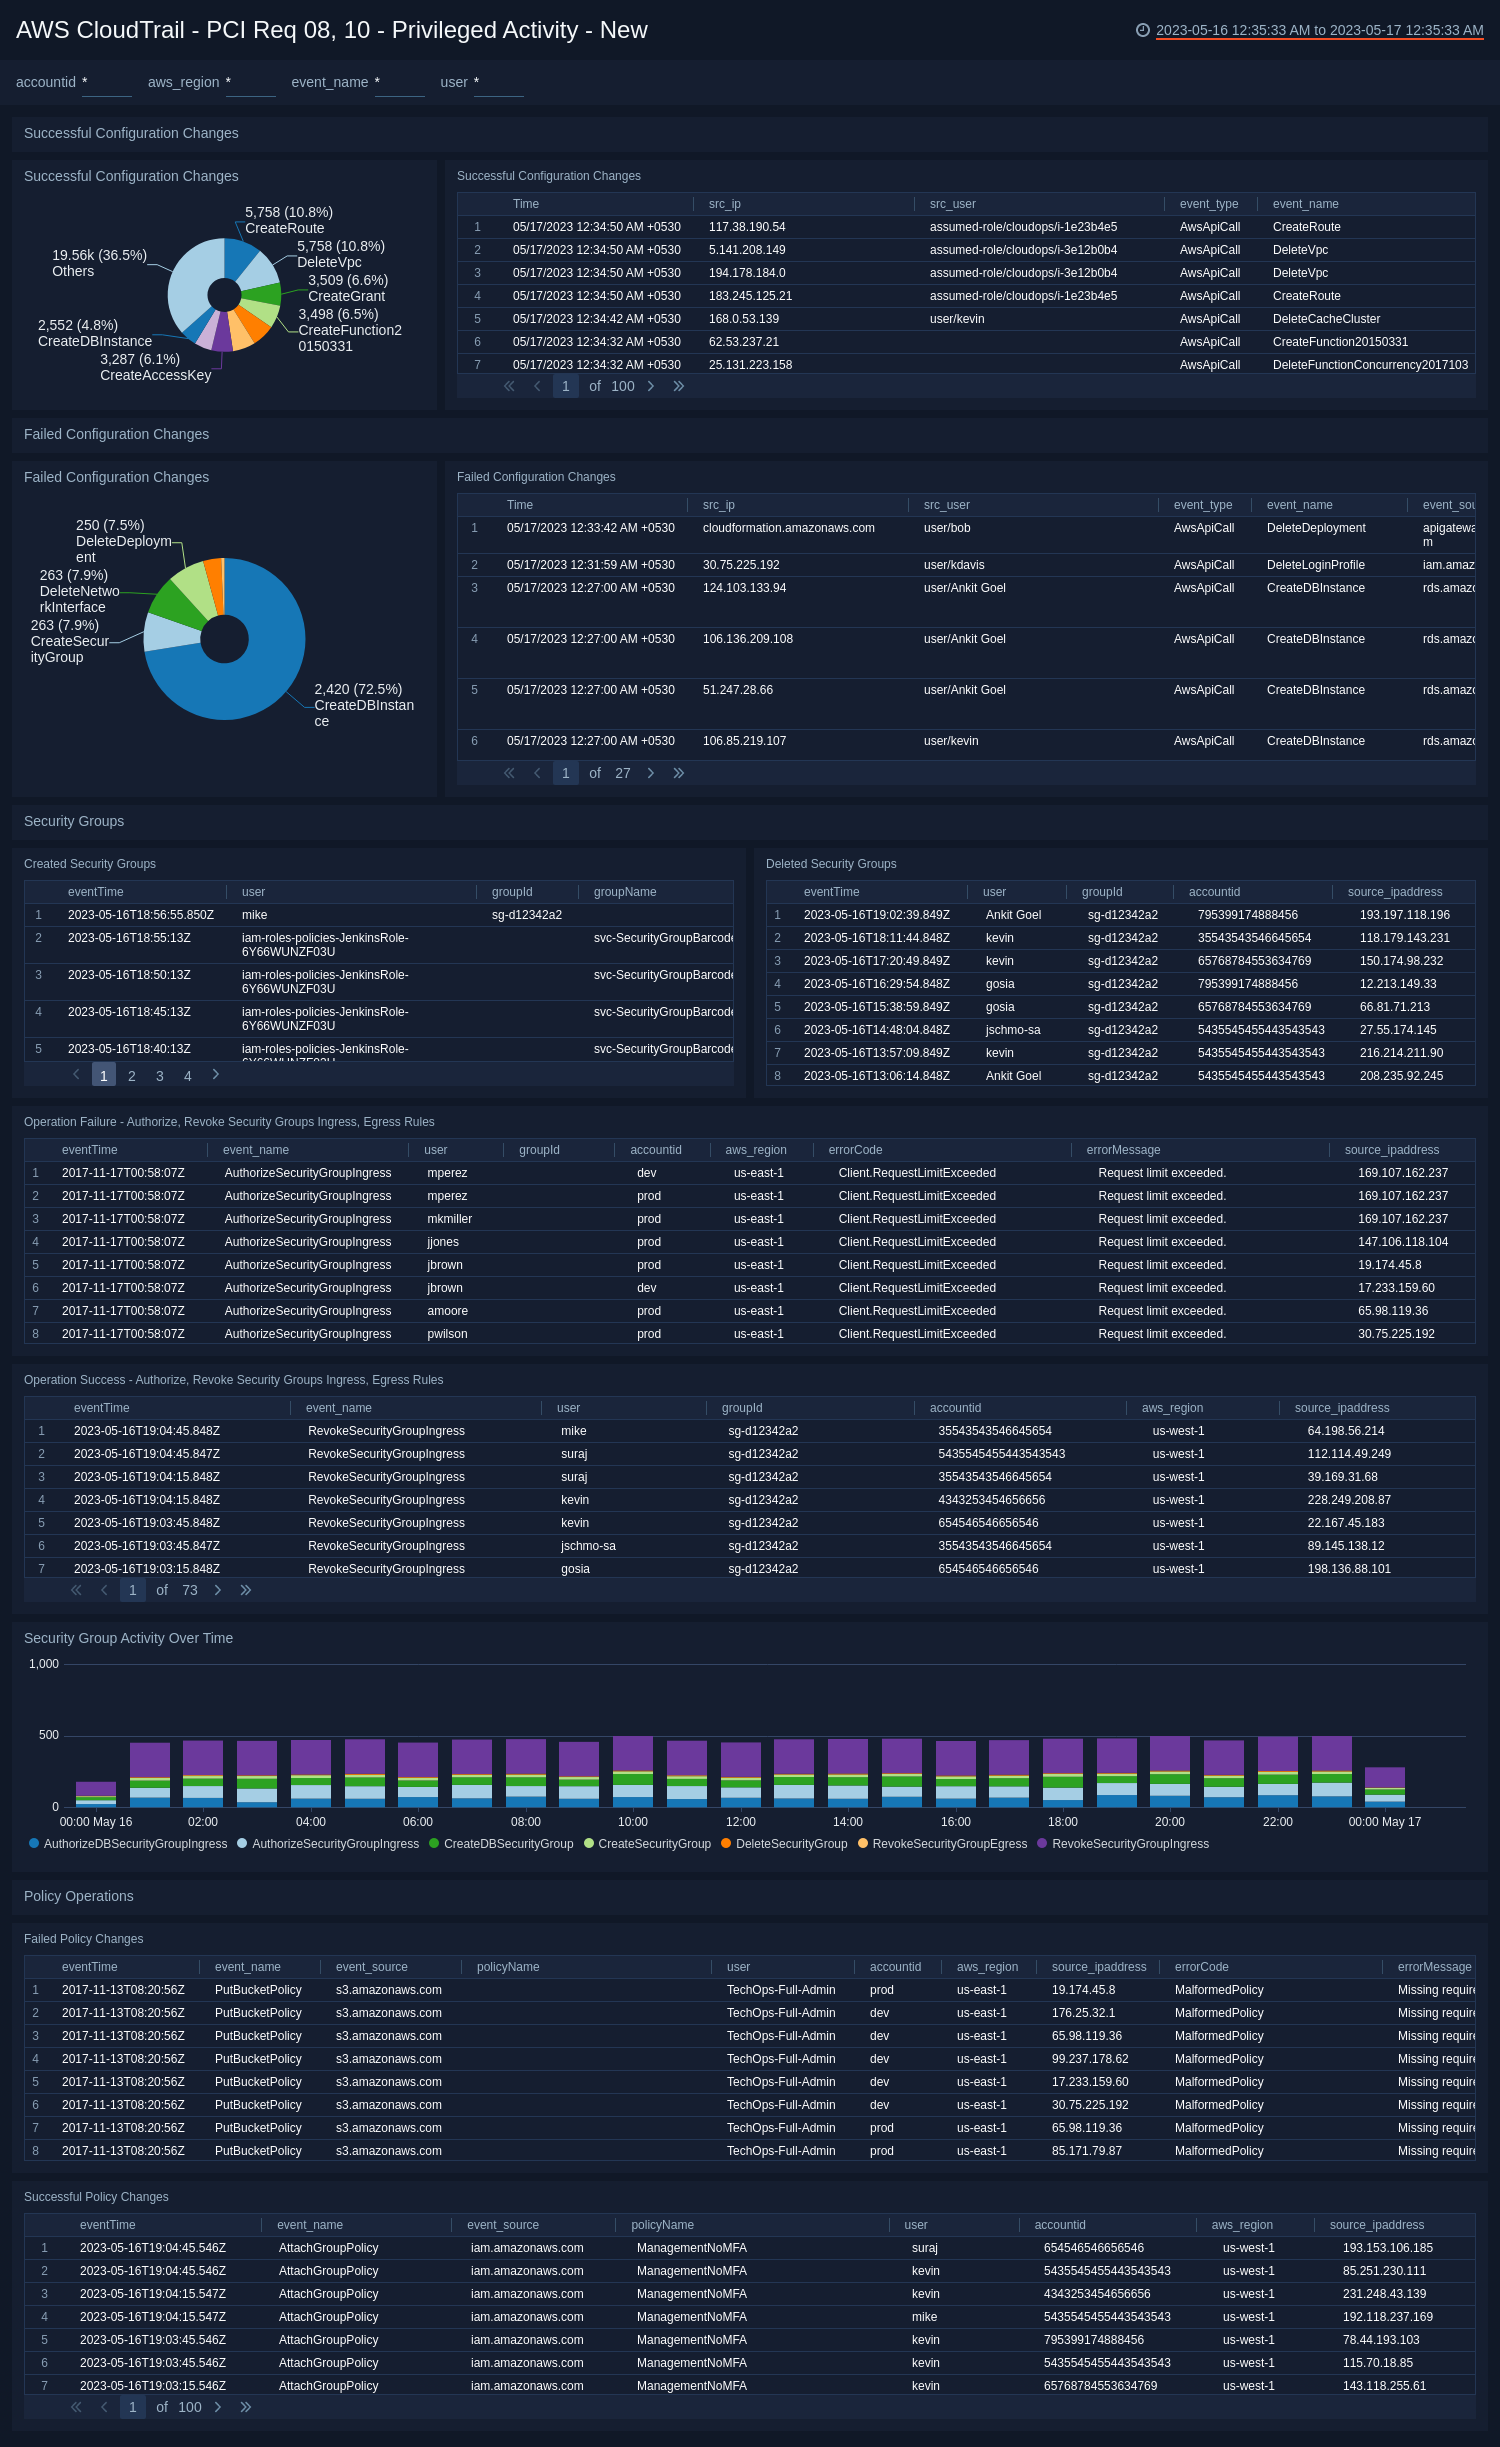 AWS CloudTrail - PCI Req 08, 10 - Privileged Activity - New
2023-05-16 12:35:33 AM to 2023-05-17 12:35:33 AM
accountid * aws_region * event_name * user *
Successful Configuration Changes
Successful Configuration Changes
5,758 (10.8%)
CreateRoute
5,758 (10.8%)
DeleteVpc
3,509 (6.6%)
CreateGrant
3,498 (6.5%)
CreateFunction2
0150331
19.56k (36.5%)
Others
2,552 (4.8%)
CreateDBInstance
3,287 (6.1%)
CreateAccessKey
Successful Configuration Changes
Time src_ip src_user event_type event_name
1 05/17/2023 12:34:50 AM +0530 117.38.190.54 assumed-role/cloudops/i-1e23b4e5 AwsApiCall CreateRoute
2 05/17/2023 12:34:50 AM +0530 5.141.208.149 assumed-role/cloudops/i-3e12b0b4 AwsApiCall DeleteVpc
3 05/17/2023 12:34:50 AM +0530 194.178.184.0 assumed-role/cloudops/i-3e12b0b4 AwsApiCall DeleteVpc
4 05/17/2023 12:34:50 AM +0530 183.245.125.21 assumed-role/cloudops/i-1e23b4e5 AwsApiCall CreateRoute
5 05/17/2023 12:34:42 AM +0530 168.0.53.139 user/kevin AwsApiCall DeleteCacheCluster
6 05/17/2023 12:34:32 AM +0530 62.53.237.21 AwsApiCall CreateFunction20150331
7 05/17/2023 12:34:32 AM +0530 25.131.223.158 AwsApiCall DeleteFunctionConcurrency2017103
1 of 100
Failed Configuration Changes
Failed Configuration Changes
250 (7.5%)
DeleteDeploym
ent
263 (7.9%)
DeleteNetwo
rkInterface
263 (7.9%)
CreateSecur
ityGroup
2,420 (72.5%)
CreateDBInstan
ce
Failed Configuration Changes
Time src_ip src_user event_type event_name event_sou
1 05/17/2023 12:33:42 AM +0530 cloudformation.amazonaws.com user/bob AwsApiCall DeleteDeployment apigatewa
m
2 05/17/2023 12:31:59 AM +0530 30.75.225.192 user/kdavis AwsApiCall DeleteLoginProfile iam.amaz
3 05/17/2023 12:27:00 AM +0530 124.103.133.94 user/Ankit Goel AwsApiCall CreateDBInstance rds.amazo
4 05/17/2023 12:27:00 AM +0530 106.136.209.108 user/Ankit Goel AwsApiCall CreateDBInstance rds.amazo
5 05/17/2023 12:27:00 AM +0530 51.247.28.66 user/Ankit Goel AwsApiCall CreateDBInstance rds.amazo
6 05/17/2023 12:27:00 AM +0530 106.85.219.107 user/kevin AwsApiCall CreateDBInstance rds.amazo
1 of 27
Security Groups
Created Security Groups
eventTime user groupId groupName
1 2023-05-16T18:56:55.850Z mike sg-d12342a2
2 2023-05-16T18:55:13Z iam-roles-policies-JenkinsRole- svc-SecurityGroupBarcode
6Y66WUNZF03U
3 2023-05-16T18:50:13Z iam-roles-policies-JenkinsRole- svc-SecurityGroupBarcode
6Y66WUNZF03U
4 2023-05-16T18:45:13Z iam-roles-policies-JenkinsRole- svc-SecurityGroupBarcode
6Y66WUNZF03U
5 2023-05-16T18:40:13Z iam-roles-policies-JenkinsRole- svc-SecurityGroupBarcode
1 2 3 4
Deleted Security Groups
eventTime user groupId accountid source_ipaddress
1 2023-05-16T19:02:39.849Z Ankit Goel sg-d12342a2 795399174888456 193.197.118.196
2 2023-05-16T18:11:44.848Z kevin sg-d12342a2 35543543546645654 118.179.143.231
3 2023-05-16T17:20:49.849Z kevin sg-d12342a2 65768784553634769 150.174.98.232
4 2023-05-16T16:29:54.848Z gosia sg-d12342a2 795399174888456 12.213.149.33
5 2023-05-16T15:38:59.849Z gosia sg-d12342a2 65768784553634769 66.81.71.213
6 2023-05-16T14:48:04.848Z jschmo-sa sg-d12342a2 5435545455443543543 27.55.174.145
7 2023-05-16T13:57:09.849Z kevin sg-d12342a2 5435545455443543543 216.214.211.90
8 2023-05-16T13:06:14.848Z Ankit Goel sg-d12342a2 5435545455443543543 208.235.92.245
Operation Failure - Authorize, Revoke Security Groups Ingress, Egress Rules
eventTime event_name user groupId accountid aws_region errorCode errorMessage source_ipaddress
1 2017-11-17T00:58:07Z AuthorizeSecurityGroupIngress mperez dev us-east-1 Client.RequestLimitExceeded Request limit exceeded. 169.107.162.237
2 2017-11-17T00:58:07Z AuthorizeSecurityGroupIngress mperez prod us-east-1 Client.RequestLimitExceeded Request limit exceeded. 169.107.162.237
3 2017-11-17T00:58:07Z AuthorizeSecurityGroupIngress mkmiller prod us-east-1 Client.RequestLimitExceeded Request limit exceeded. 169.107.162.237
4 2017-11-17T00:58:07Z AuthorizeSecurityGroupIngress jjones prod us-east-1 Client.RequestLimitExceeded Request limit exceeded. 147.106.118.104
5 2017-11-17T00:58:07Z AuthorizeSecurityGroupIngress jbrown prod us-east-1 Client.RequestLimitExceeded Request limit exceeded. 19.174.45.8
6 2017-11-17T00:58:07Z AuthorizeSecurityGroupIngress jbrown dev us-east-1 Client.RequestLimitExceeded Request limit exceeded. 17.233.159.60
7 2017-11-17T00:58:07Z AuthorizeSecurityGroupIngress amoore prod us-east-1 Client.RequestLimitExceeded Request limit exceeded. 65.98.119.36
8 2017-11-17T00:58:07Z AuthorizeSecurityGroupIngress pwilson prod us-east-1 Client.RequestLimitExceeded Request limit exceeded. 30.75.225.192
Operation Success - Authorize, Revoke Security Groups Ingress, Egress Rules
eventTime event_name user groupId accountid aws_region source_ipaddress
1 2023-05-16T19:04:45.848Z RevokeSecurityGroupIngress mike sg-d12342a2 35543543546645654 us-west-1 64.198.56.214
2 2023-05-16T19:04:45.847Z RevokeSecurityGroupIngress suraj sg-d12342a2 5435545455443543543 us-west-1 112.114.49.249
3 2023-05-16T19:04:15.848Z RevokeSecurityGroupIngress suraj sg-d12342a2 35543543546645654 us-west-1 39.169.31.68
4 2023-05-16T19:04:15.848Z RevokeSecurityGroupIngress kevin sg-d12342a2 4343253454656656 us-west-1 228.249.208.87
5 2023-05-16T19:03:45.848Z RevokeSecurityGroupIngress kevin sg-d12342a2 654546546656546 us-west-1 22.167.45.183
6 2023-05-16T19:03:45.847Z RevokeSecurityGroupIngress jschmo-sa sg-d12342a2 35543543546645654 us-west-1 89.145.138.12
7 2023-05-16T19:03:15.848Z RevokeSecurityGroupIngress gosia sg-d12342a2 654546546656546 us-west-1 198.136.88.101
1 of 73
Security Group Activity Over Time
1,000
500
0
00:00 May 16 02:00 04:00 06:00 08:00 10:00 12:00 14:00 16:00 18:00 20:00 22:00 00:00 May 17
AuthorizeDBSecurityGroupIngress AuthorizeSecurityGroupIngress CreateDBSecurityGroup CreateSecurityGroup DeleteSecurityGroup RevokeSecurityGroupEgress RevokeSecurityGroupIngress
Policy Operations
Failed Policy Changes
eventTime event_name event_source policyName user accountid aws_region source_ipaddress errorCode errorMessage
1 2017-11-13T08:20:56Z PutBucketPolicy s3.amazonaws.com TechOps-Full-Admin prod us-east-1 19.174.45.8 MalformedPolicy Missing require
2 2017-11-13T08:20:56Z PutBucketPolicy s3.amazonaws.com TechOps-Full-Admin dev us-east-1 176.25.32.1 MalformedPolicy Missing require
3 2017-11-13T08:20:56Z PutBucketPolicy s3.amazonaws.com TechOps-Full-Admin dev us-east-1 65.98.119.36 MalformedPolicy Missing require
4 2017-11-13T08:20:56Z PutBucketPolicy s3.amazonaws.com TechOps-Full-Admin dev us-east-1 99.237.178.62 MalformedPolicy Missing require
5 2017-11-13T08:20:56Z PutBucketPolicy s3.amazonaws.com TechOps-Full-Admin dev us-east-1 17.233.159.60 MalformedPolicy Missing require
6 2017-11-13T08:20:56Z PutBucketPolicy s3.amazonaws.com TechOps-Full-Admin dev us-east-1 30.75.225.192 MalformedPolicy Missing require
7 2017-11-13T08:20:56Z PutBucketPolicy s3.amazonaws.com TechOps-Full-Admin prod us-east-1 65.98.119.36 MalformedPolicy Missing require
8 2017-11-13T08:20:56Z PutBucketPolicy s3.amazonaws.com TechOps-Full-Admin prod us-east-1 85.171.79.87 MalformedPolicy Missing require
Successful Policy Changes
eventTime event_name event_source policyName user accountid aws_region source_ipaddress
1 2023-05-16T19:04:45.546Z AttachGroupPolicy iam.amazonaws.com ManagementNoMFA suraj 654546546656546 us-west-1 193.153.106.185
2 2023-05-16T19:04:45.546Z AttachGroupPolicy iam.amazonaws.com ManagementNoMFA kevin 5435545455443543543 us-west-1 85.251.230.111
3 2023-05-16T19:04:15.547Z AttachGroupPolicy iam.amazonaws.com ManagementNoMFA kevin 4343253454656656 us-west-1 231.248.43.139
4 2023-05-16T19:04:15.547Z AttachGroupPolicy iam.amazonaws.com ManagementNoMFA mike 5435545455443543543 us-west-1 192.118.237.169
5 2023-05-16T19:03:45.546Z AttachGroupPolicy iam.amazonaws.com ManagementNoMFA kevin 795399174888456 us-west-1 78.44.193.103
6 2023-05-16T19:03:45.546Z AttachGroupPolicy iam.amazonaws.com ManagementNoMFA kevin 5435545455443543543 us-west-1 115.70.18.85
7 2023-05-16T19:03:15.546Z AttachGroupPolicy iam.amazonaws.com ManagementNoMFA kevin 65768784553634769 us-west-1 143.118.255.61
1 of 100